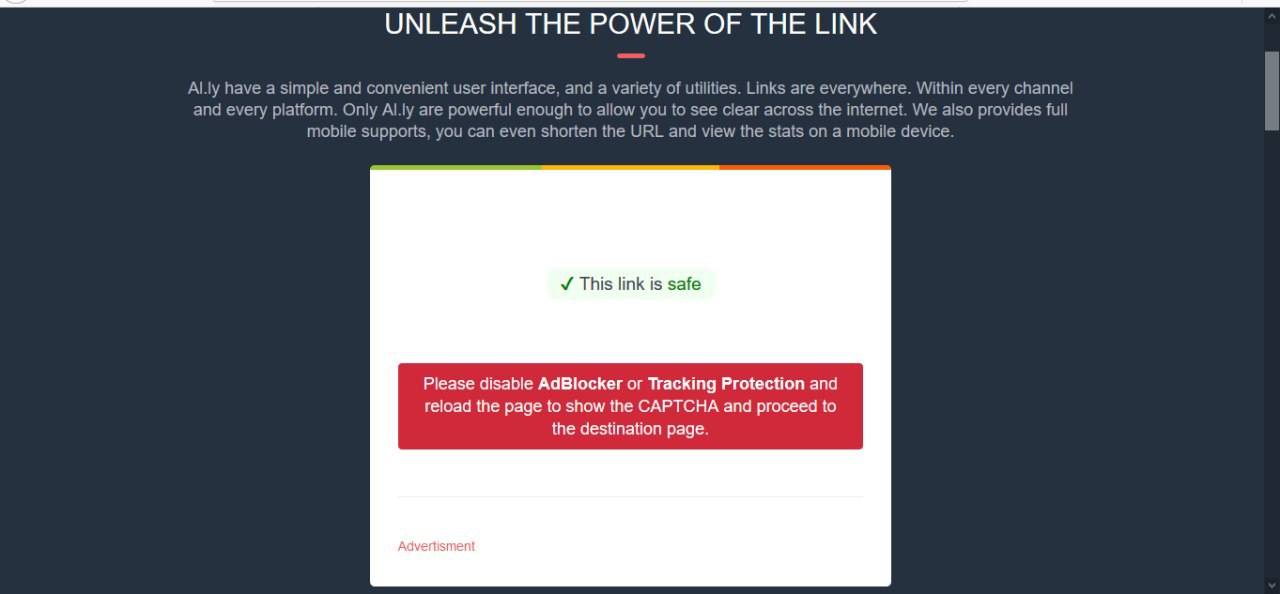 UNLEASH THE POWER OF THE LINK
Al.ly have a simple and convenient user interface, and a variety of utilities. Links are everywhere. Within every channel
and every platform. Only Al.ly are powerful enough to allow you to see clear across the internet. We also provides full
mobile supports, you can even shorten the URL and view the stats on a mobile device.
✓ This link is safe
Please disable AdBlocker or Tracking Protection and
reload the page to show the CAPTCHA and proceed to
the destination page.
Advertisment